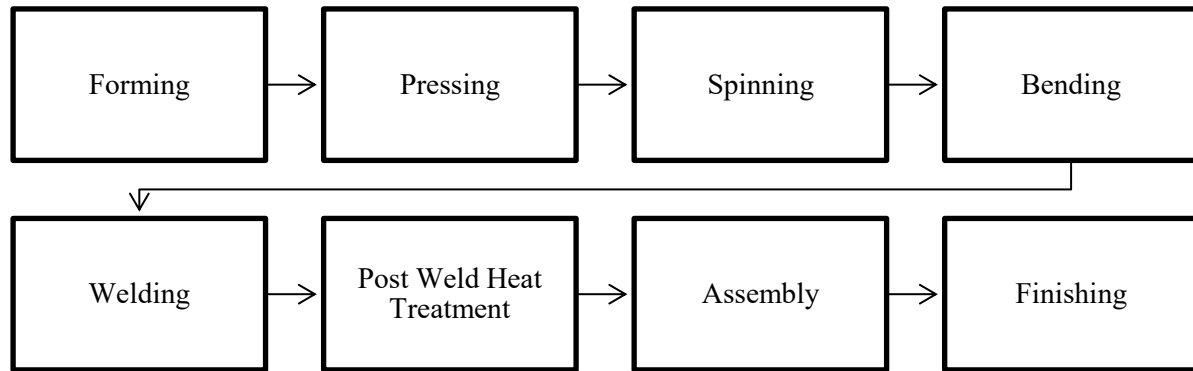 Forming
Pressing
Spinning
Bending
Welding
Post Weld Heat
Treatment
Assembly
Finishing